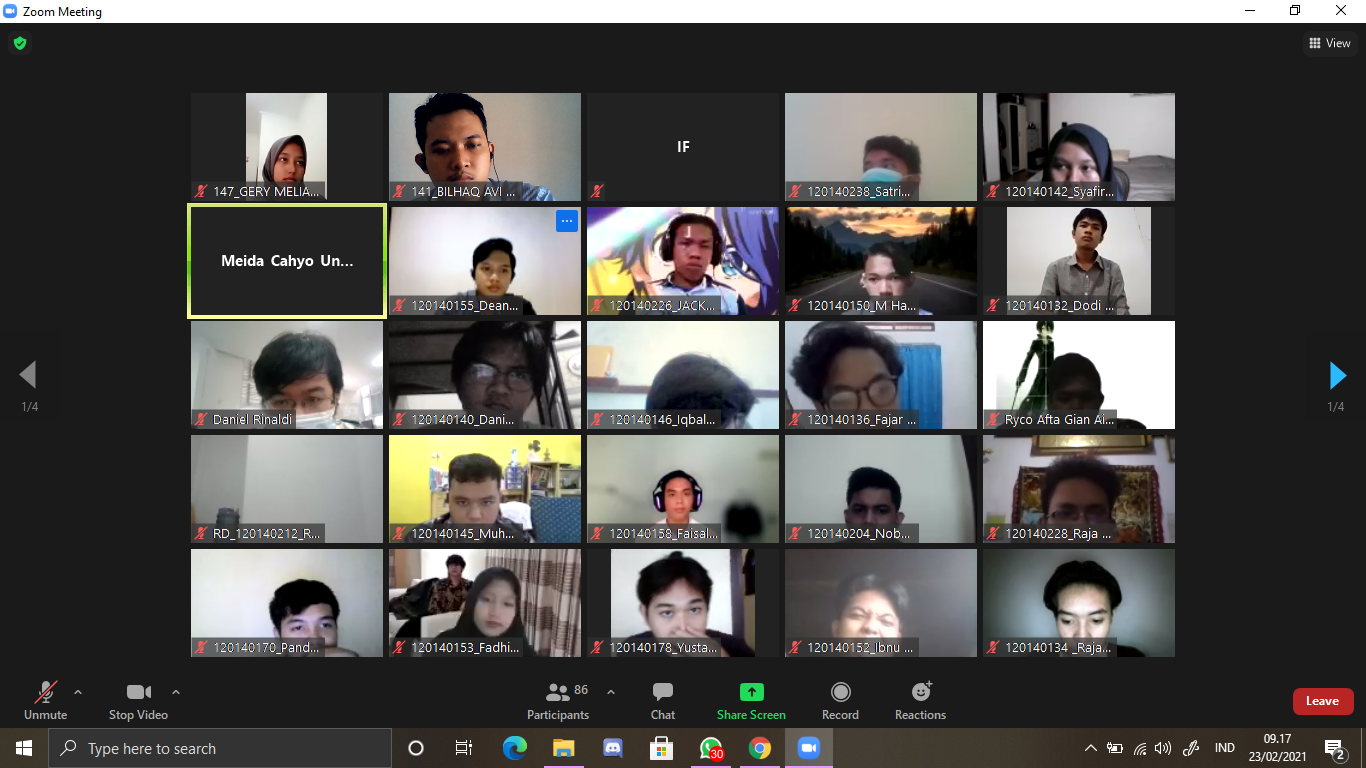 Zoom Meeting
View
147_GERY MELIA...
141_BILHAQ AVI ...
IF
120140238_Satri...
120140142_Syafir...
Meida Cahyo Un...
120140155_Dean...
120140226_JACK...
120140150_M Ha...
120140132_Dodi ...
Daniel Rinaldi
120140140_Dani...
120140146_Iqbal...
120140136_Fajar ...
Ryco Afta Gian Al...
1/4
1/4
RD_120140212_R...
120140145_Muh...
120140158_Faisal...
120140204_Nob...
120140228_Raja ...
120140170_Pand...
120140153_Fadhi...
120140178_Yusta...
120140152_Ibnu ...
120140134 _Raja...
Unmute
Stop Video
86
Participants
Chat
Share Screen
Record
Reactions
Leave
Type here to search
30
IND
09.17
23/02/2021
2